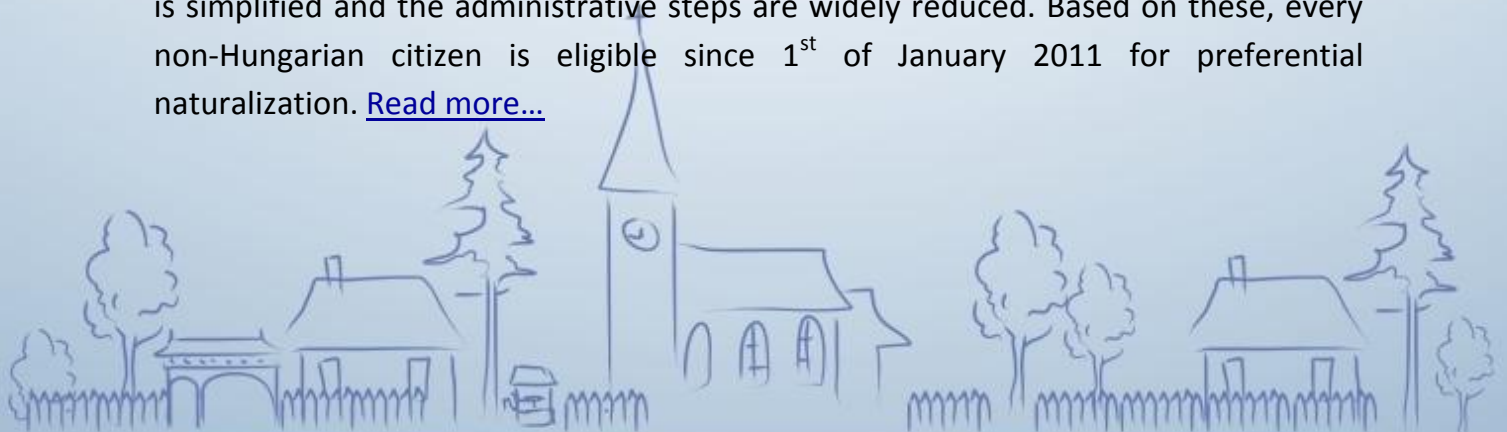 is simplified and the administrative steps are widely reduced. Based on these, every
non-Hungarian citizen is eligible since 1st of January 2011 for preferential
naturalization. Read more...